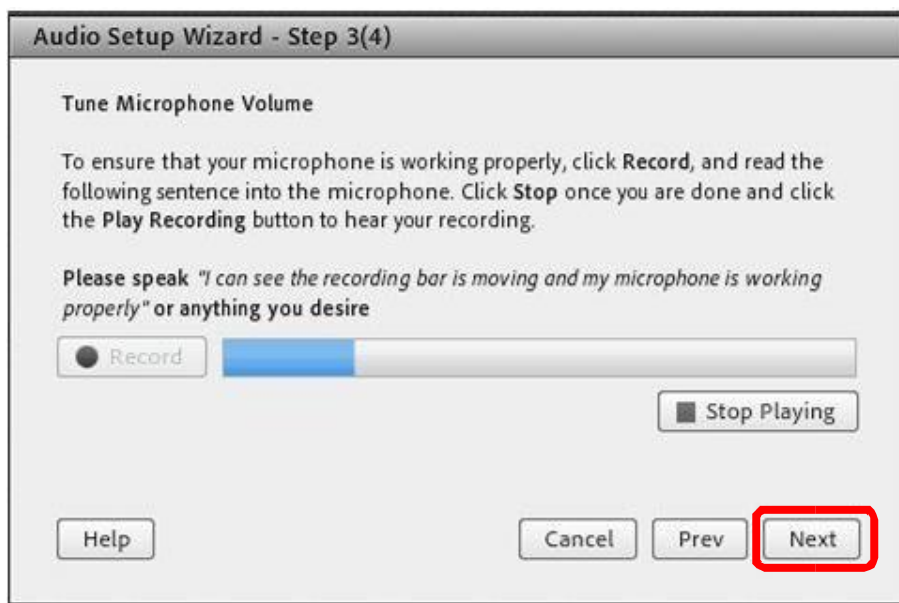 Audio Setup Wizard - Step 3(4)
Tune Microphone Volume
To ensure that your microphone is working properly, click Record, and read the
following sentence into the microphone. Click Stop once you are done and click
the Play Recording button to hear your recording.
Please speak "I can see the recording bar is moving and my microphone is working
properly" or anything you desire
Record
Stop Playing
Help
Cancel
Prev
Next